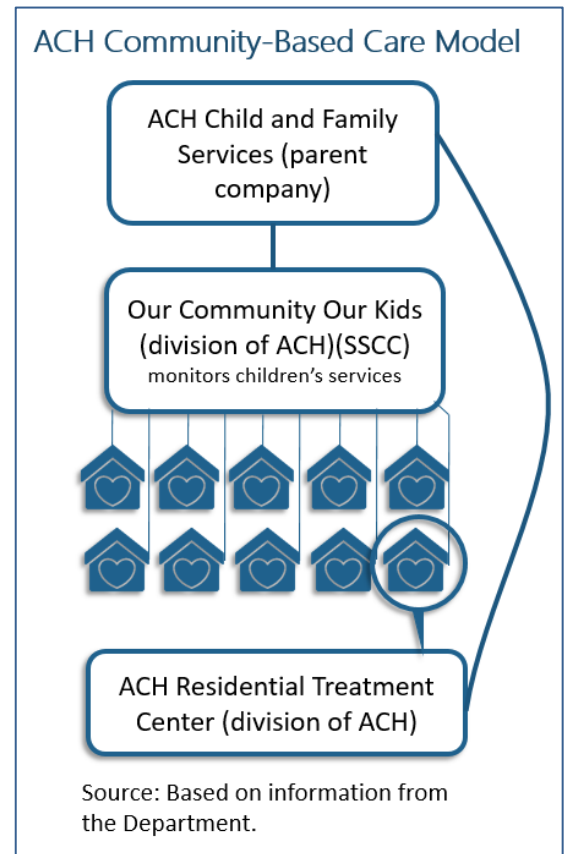 ACH Community-Based Care Model
ACH Child and Family
Services (parent
company)
Our Community Our Kids
(division of ACH)(SSCC)
monitors children’s services
ACH Residential Treatment
Center (division of ACH)
Source: Based on information from
the Department.